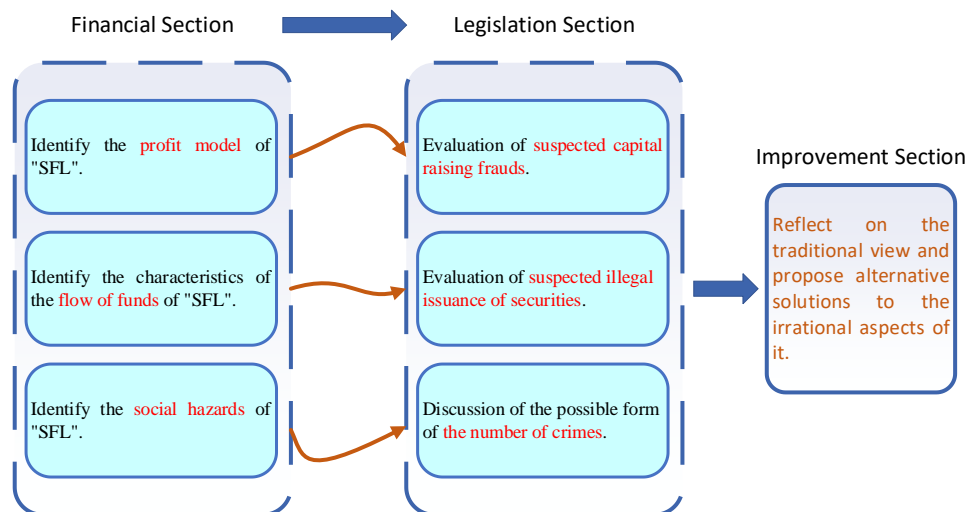 Financial Section
Legislation Section
Identify the profit model of
"SFL".
Identify the characteristics of
the flow of funds of "SFL".
Identify the social hazards of
"SFL".
Evaluation of suspected capital
raising frauds.
Evaluation of suspected illegal
issuance of securities.
Discussion of the possible form
of the number of crimes.
Improvement Section
Reflect on the
traditional view and
propose alternative
solutions to the
irrational aspects of
it.